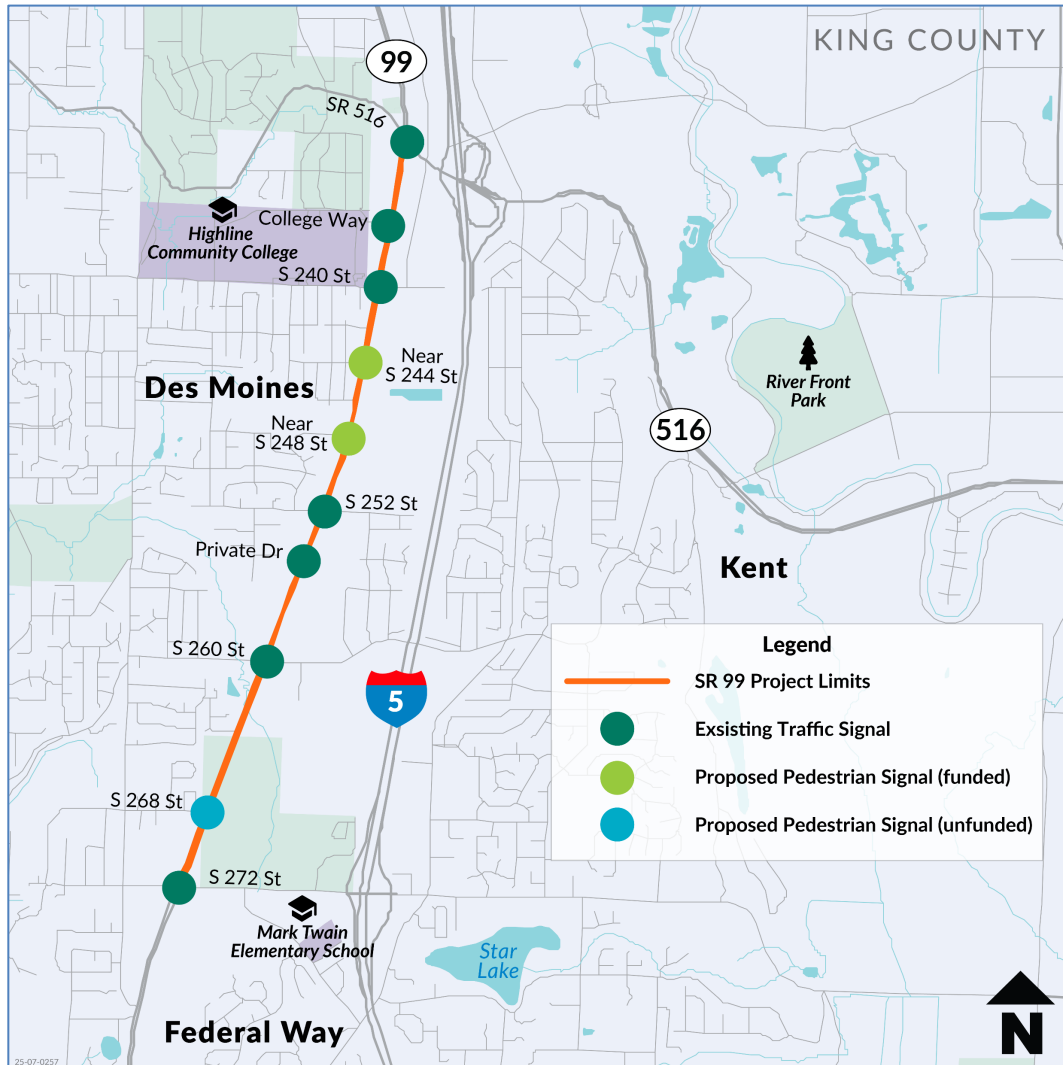 KING COUNTY
99
SR 516
College Way
Highline
Community College
S 240 St
Near
S 244 St
Des Moines
River Front
Park
Near
S 248 St
516
S 252 St
Private Dr
Kent
S 260 St
5
Legend
SR 99 Project Limits
Exsisting Traffic Signal
Proposed Pedestrian Signal (funded)
Proposed Pedestrian Signal (unfunded)
S 268 St
S 272 St
Mark Twain
Elementary School
Star
Lake
Federal Way
N
25-07-0257